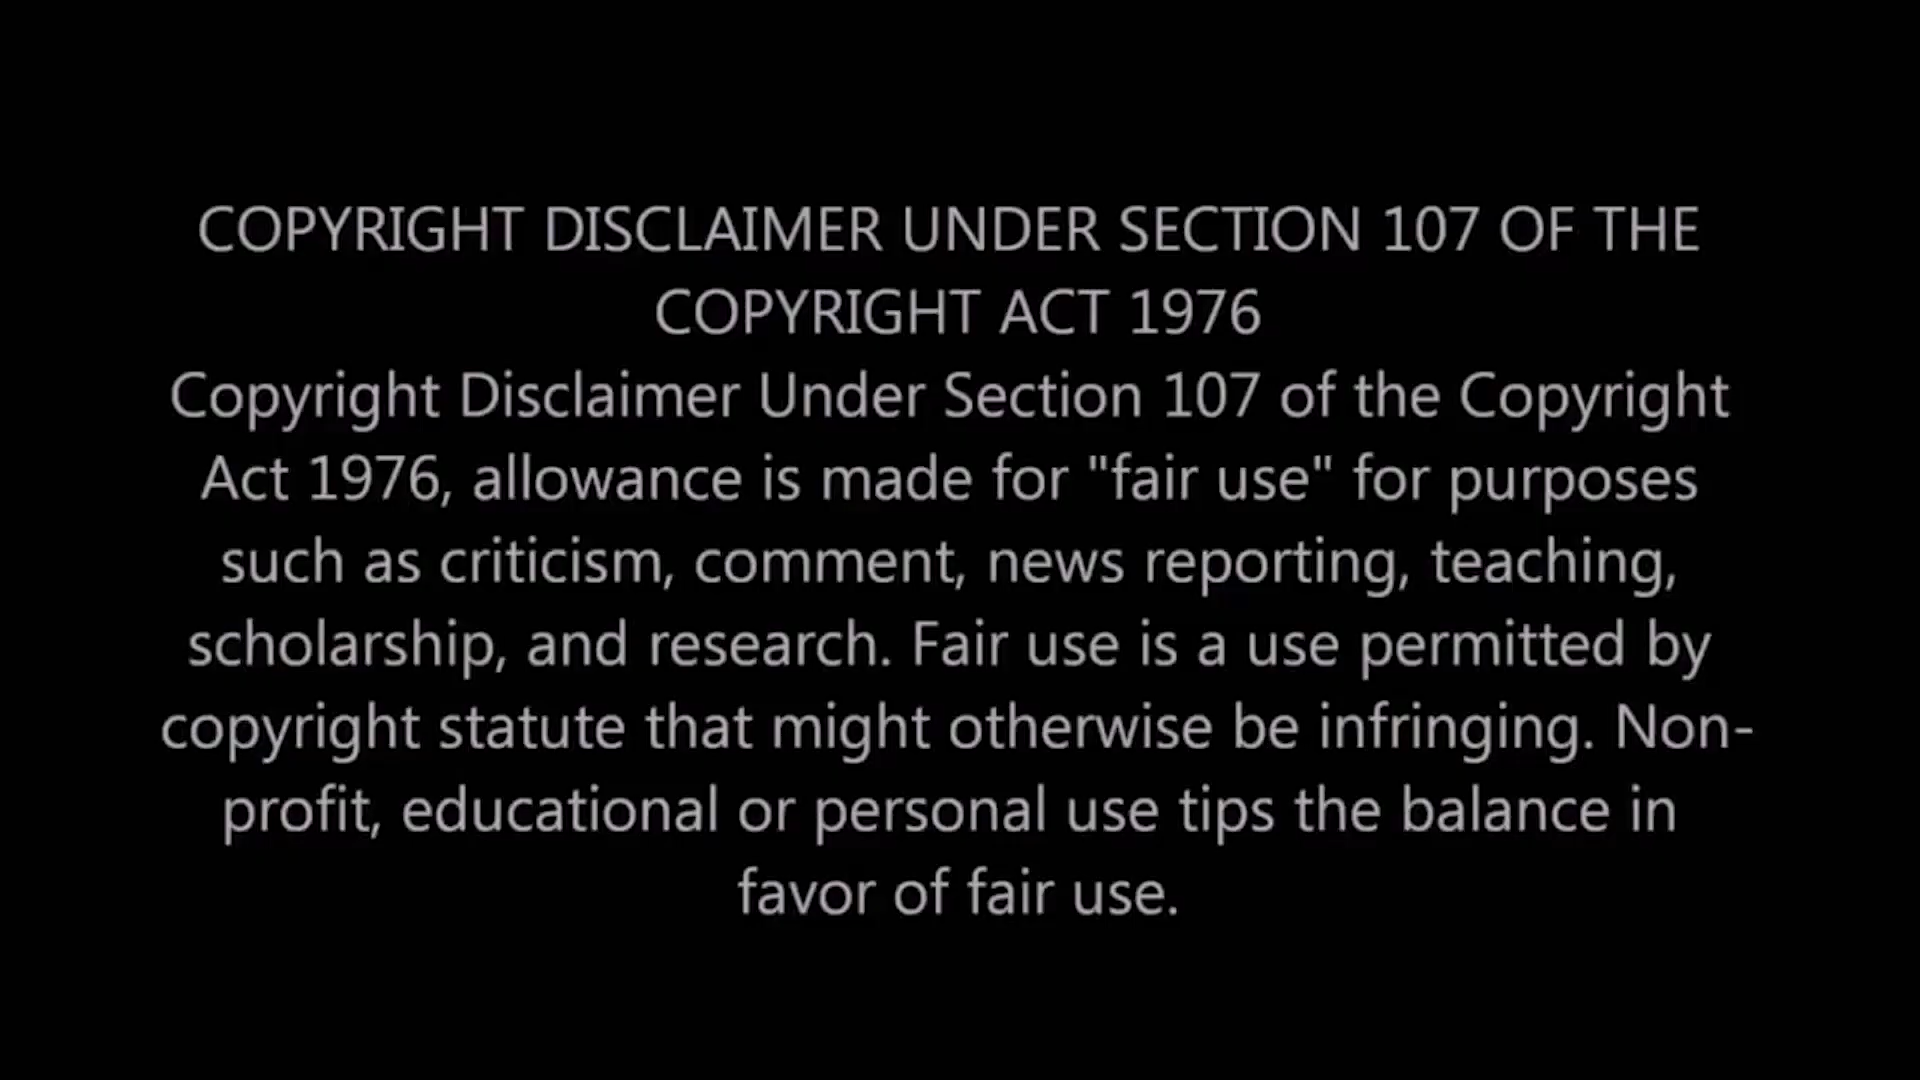 COPYRIGHT DISCLAIMER UNDER SECTION 107 OF THE
COPYRIGHT ACT 1976
Copyright Disclaimer Under Section 107 of the Copyright
Act 1976, allowance is made for "fair use" for purposes
such as criticism, comment, news reporting, teaching,
scholarship, and research. Fair use is a use permitted by
copyright statute that might otherwise be infringing. Non-
profit, educational or personal use tips the balance in
favor of fair use.